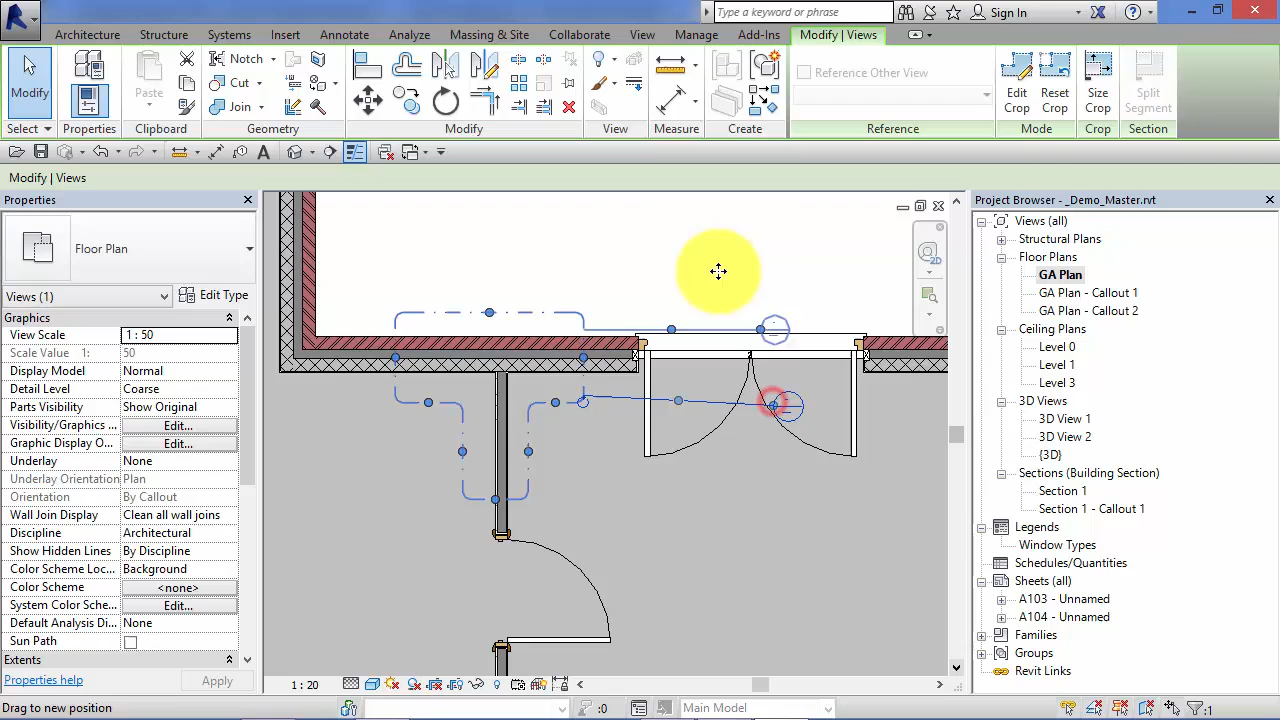 Type a keyword or phrase
Sign In
Architecture Structure Systems Insert Annotate Analyze Massing & Site Collaborate View Manage Add-Ins Modify | Views
Modify
Paste
Notch
Cut
Join
Reference Other View
Edit Crop
Reset Crop
Size Crop
Split Segment
Select Properties Clipboard Geometry Modify View Measure Create Reference Mode Crop Section
Modify | Views
Properties
Floor Plan
Views (1)
Edit Type
Graphics
View Scale 1 : 50
Scale Value 1: 50
Display Model Normal
Detail Level Coarse
Parts Visibility Show Original
Visibility/Graphics ... Edit...
Graphic Display O... Edit...
Underlay None
Underlay Orientation Plan
Orientation By Callout
Wall Join Display Clean all wall joins
Discipline Architectural
Show Hidden Lines By Discipline
Color Scheme Loc... Background
Color Scheme <none>
System Color Sche... Edit...
Default Analysis Di... None
Sun Path
Extents
Properties help
Apply
2D
1 : 20
Project Browser - _Demo_Master.rvt
Views (all)
Structural Plans
Floor Plans
GA Plan
GA Plan - Callout 1
GA Plan - Callout 2
Ceiling Plans
Level 0
Level 1
Level 3
3D Views
3D View 1
3D View 2
{3D}
Sections (Building Section)
Section 1
Section 1 - Callout 1
Legends
Window Types
Schedules/Quantities
Sheets (all)
A103 - Unnamed
A104 - Unnamed
Families
Groups
Revit Links
Drag to new position
:0
Main Model
:1